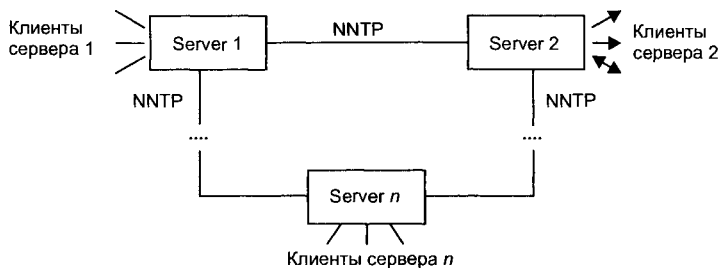 Клиенты
сервера 1
Server 1
NNTP
Server 2
Клиенты
сервера 2
NNTP
NNTP
....
....
Server n
Клиенты сервера n